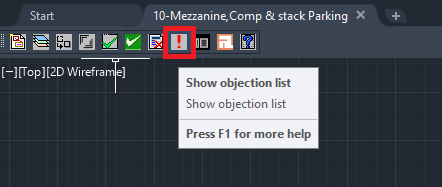 Start
10-Mezzanine,Comp & stack Parking
[−][Top][2D Wireframe]
Show objection list
Show objection list
Press F1 for more help